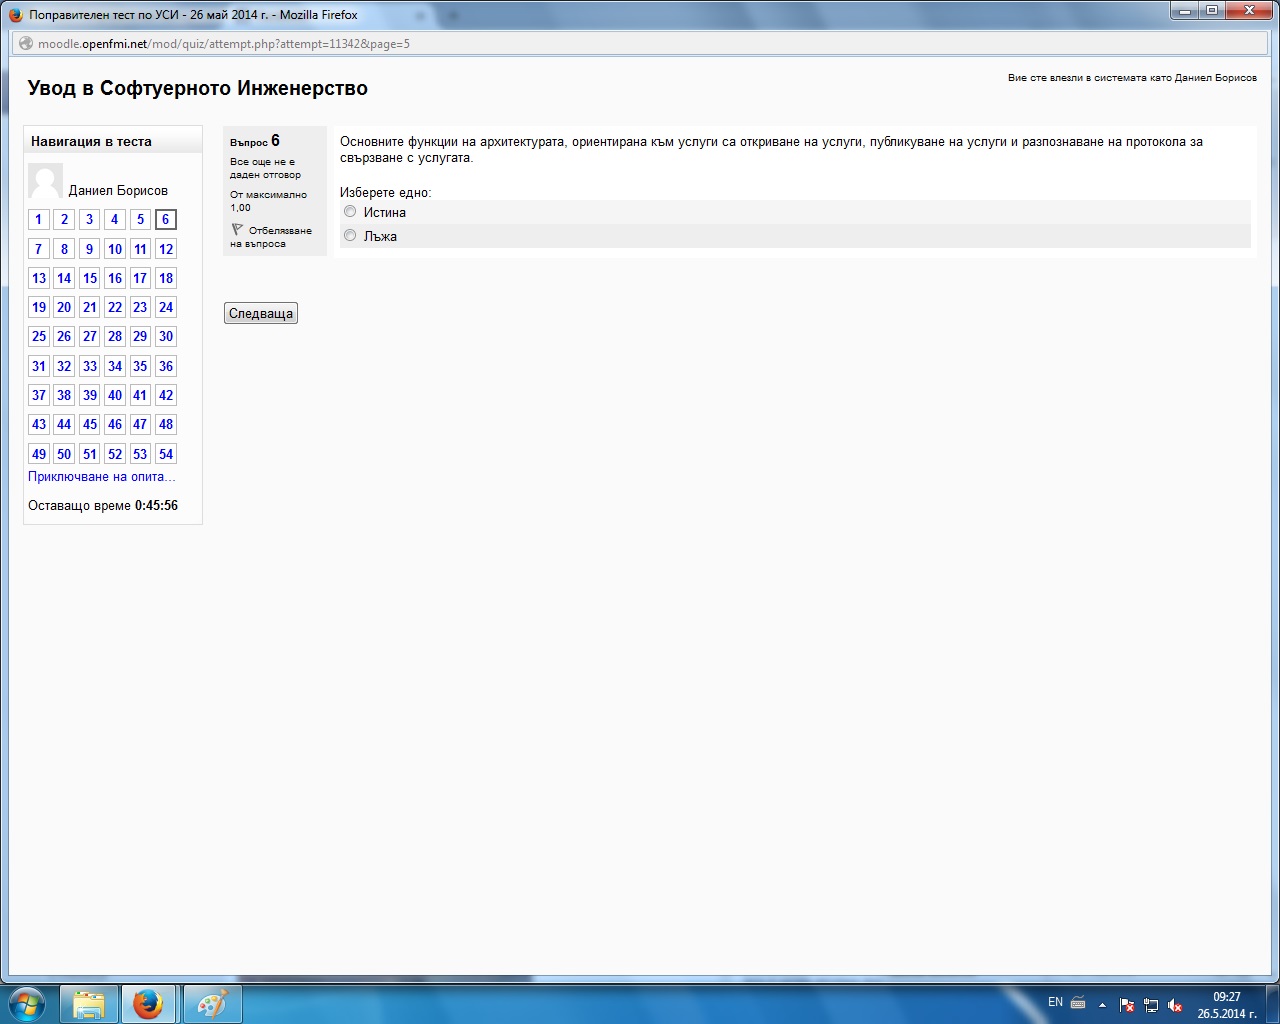 Поправителен тест по УСИ - 26 май 2014 г. - Mozilla Firefox
moodle.openfmi.net/mod/quiz/attempt.php?attempt=11342&page=5
Увод в Софтуерното Инженерство
Вие сте влезли в системата като Даниел Борисов
Навигация в теста
Даниел Борисов
1 2 3 4 5 6
7 8 9 10 11 12
13 14 15 16 17 18
19 20 21 22 23 24
25 26 27 28 29 30
31 32 33 34 35 36
37 38 39 40 41 42
43 44 45 46 47 48
49 50 51 52 53 54
Приключване на опита...
Оставащо време 0:45:56
Въпрос 6
Все още не е
даден отговор
От максимално
1,00
Отбелязване
на въпроса
Основните функции на архитектурата, ориентирана към услуги са откриване на услуги, публикуване на услуги и разпознаване на протокола за
свързване с услугата.
Изберете едно:
Истина
Лъжа
Следваща
EN
09:27
26.5.2014 г.